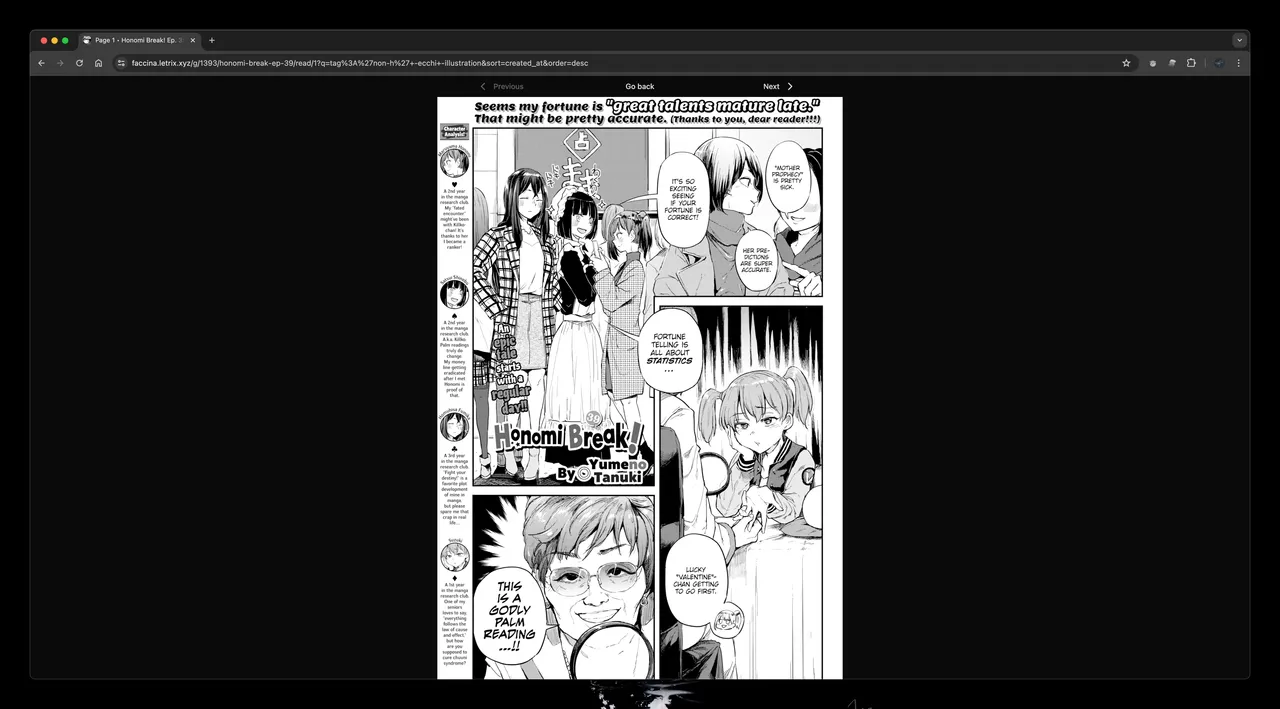 Page 1 - Honomi Break! Ep. 3
faccina.letrix.xyz/g/1393/honomi-break-ep-39/read/1?q=tag%3A%27non-h%27+-ecchi+-illustration&sort=created_at&order=desc
Previous
Go back
Next
Seems my fortune is "great talents mature late."
That might be pretty accurate. (Thanks to you, dear reader!!!)
Character
Analysis!
♥
A 2nd year
in the manga
research club.
My 'fated
encounter'
might've been
with Kiliko-
chan! It's
thanks to her
I became a
ranker!
♠
A 2nd year
in the manga
research club.
A.k.a. Kiliko.
Palm readings
truly do
change.
My money
line getting
eradicated
after I met
Honomi is
proof of
that.
♣
A 3rd year
in the manga
research club.
'Fight your
destiny!' is a
favorite plot
development
of mine in
manga
but please
spare me that
crap in real
life...
♦
A 1st year
in the manga
research club.
One of my
seniors
loves to say
'everything
follows the
law of cause
and effect,'
but how
are you
supposed to
cure chuuni
syndrome?
占
IT'S SO
EXCITING
SEEING
IF YOUR
FORTUNE IS
CORRECT!
"MOTHER
PROPHECY"
IS PRETTY
SICK.
HER PRE-
DICTIONS
ARE SUPER
ACCURATE.
An
epic
tale
starts
with a
regular
day!!
39
Honomi Break!
By Yumeno
Tanuki
FORTUNE
TELLING IS
ALL ABOUT
STATISTICS
...
THIS
IS A
GODLY
PALM
READING
...!!
LUCKY
"VALENTINE"-
CHAN GETTING
TO GO FIRST.